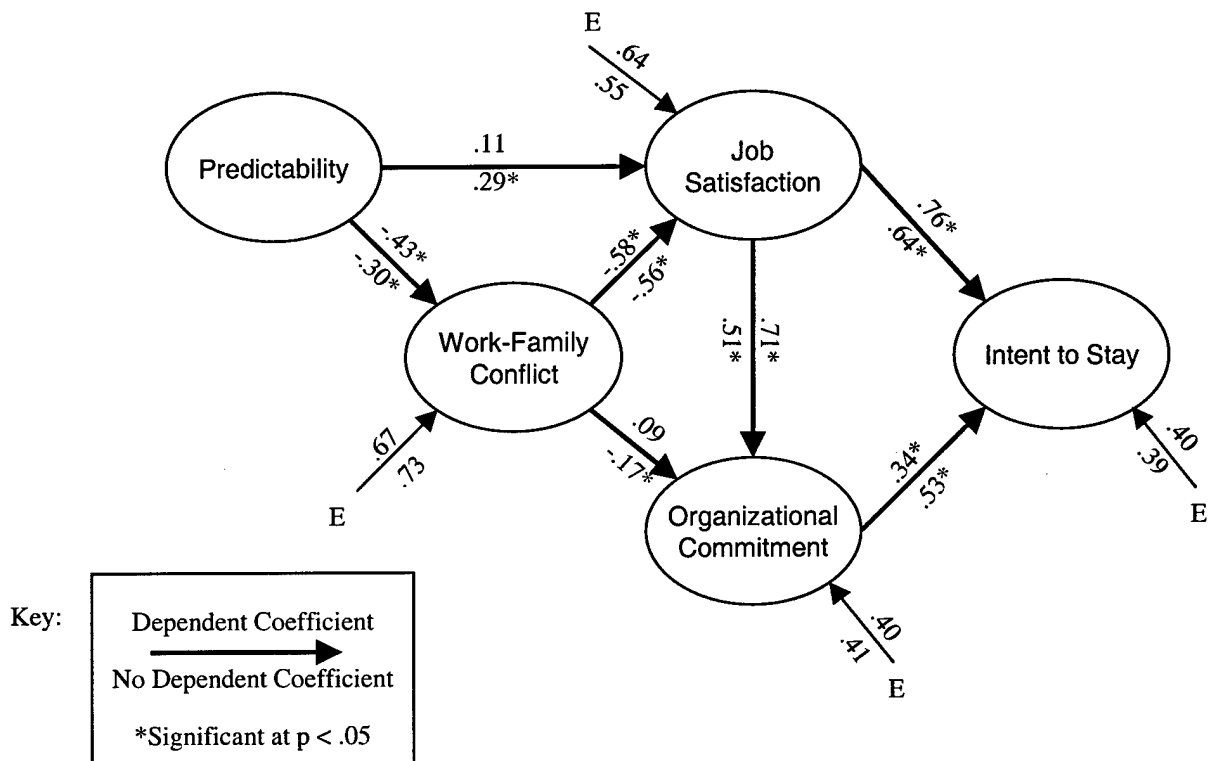 E
.64
.55
Predictability
.11
.29*
Job
Satisfaction
-.43*
-.30*
-.58*
-.56*
.76*
.64*
Work-Family
Conflict
.71*
.51*
Intent to Stay
.67
.73
E
.09
-.17*
.34*
.53*
.40
.39
E
Organizational
Commitment
.40
.41
E
Key:
Dependent Coefficient
No Dependent Coefficient
*Significant at p < .05